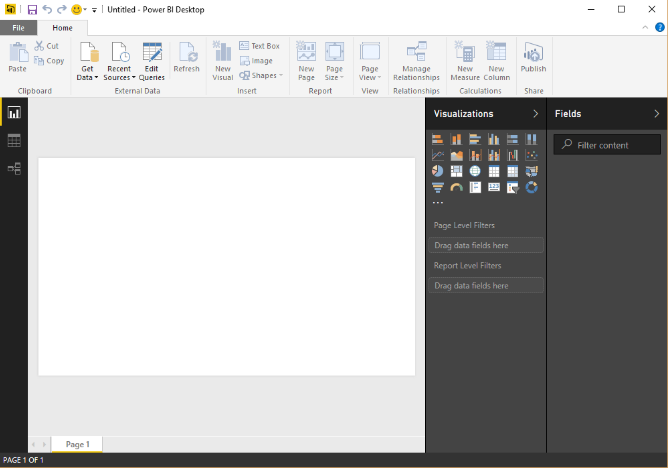 Untitled - Power BI Desktop
File Home
Paste
Cut
Copy
Get Data
Recent Sources
Edit Queries
Refresh
New Visual
Text Box
Image
Shapes
New Page
Page Size
Page View
Manage Relationships
New Measure
New Column
Publish
Clipboard External Data Insert Report View Relationships Calculations Share
Visualizations
Fields
Filter content
123
Page Level Filters
Drag data fields here
Report Level Filters
Drag data fields here
Page 1
PAGE 1 OF 1